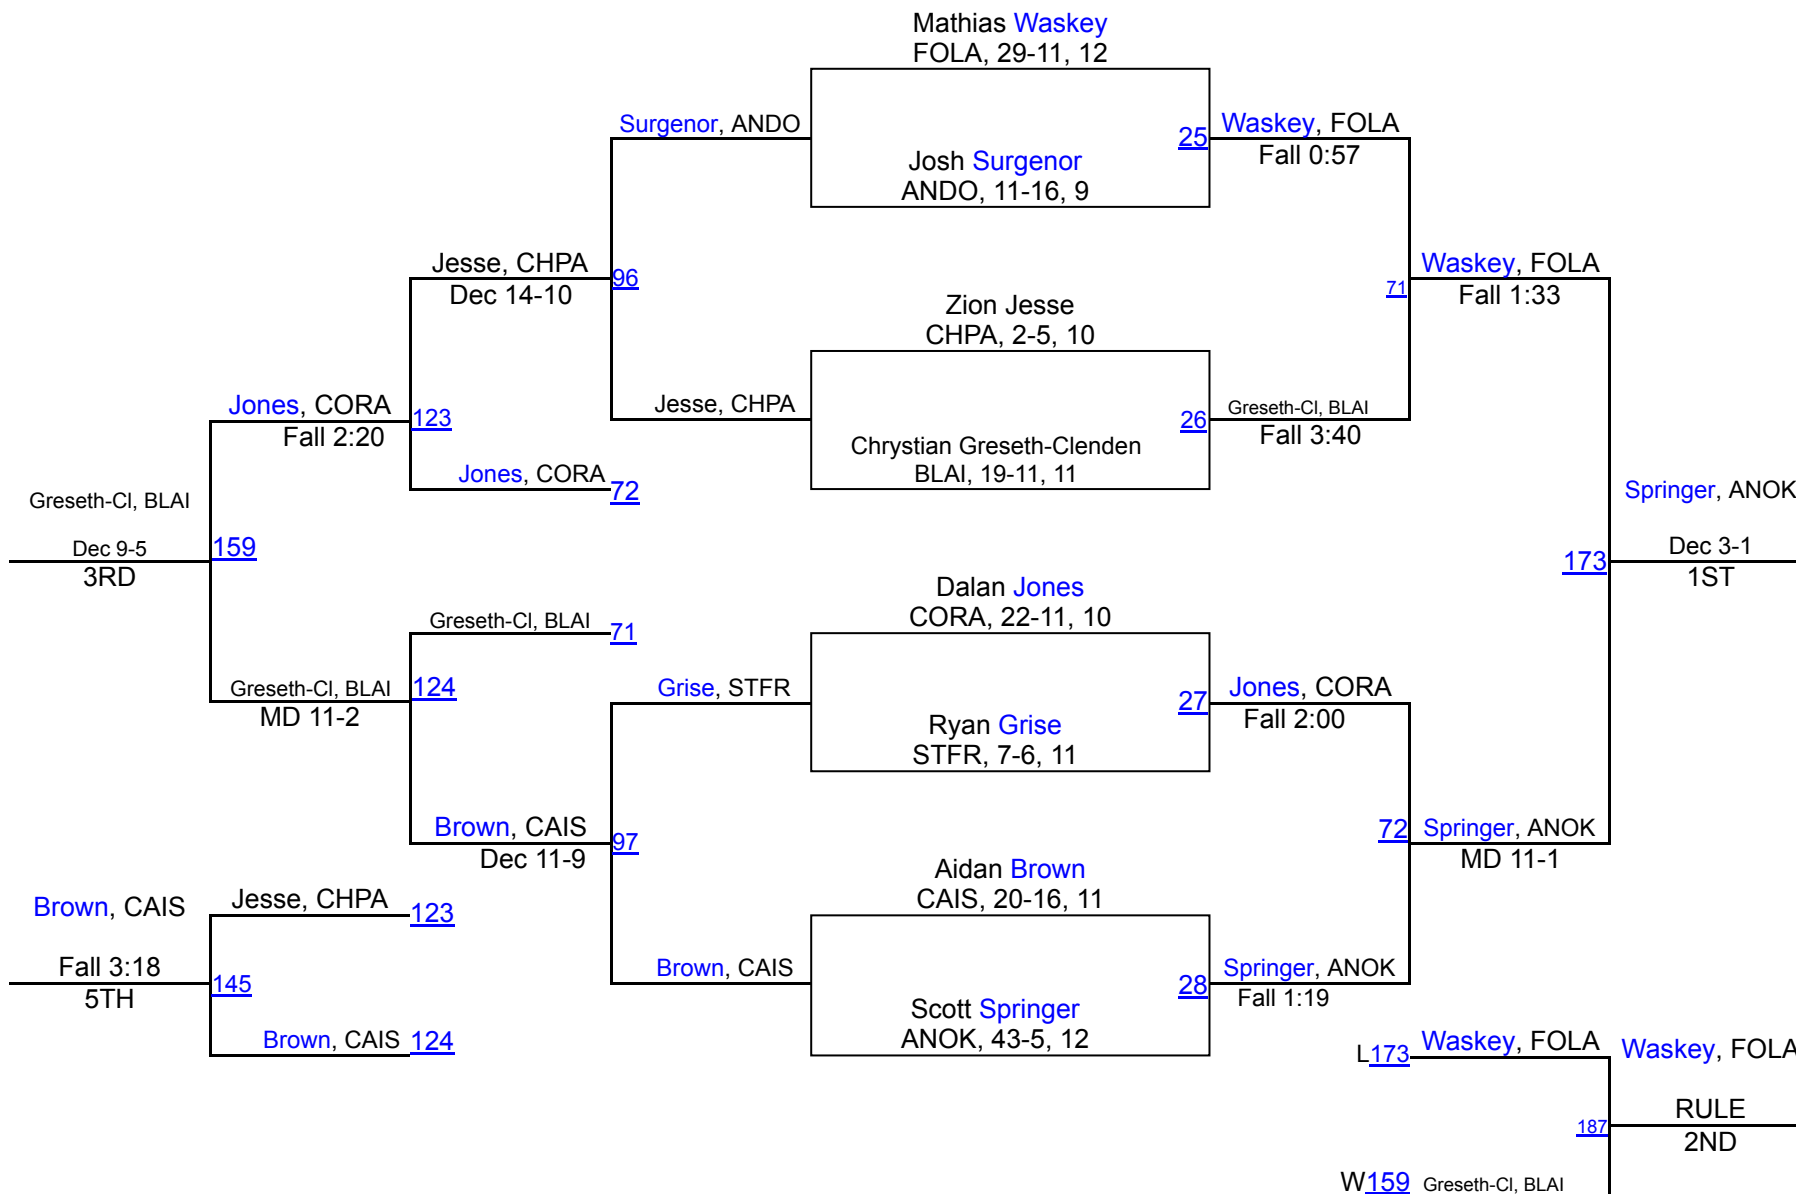 Mathias Waskey
FOLA, 29-11, 12
Surgenor, ANDO
25
Waskey, FOLA
Fall 0:57
Josh Surgenor
ANDO, 11-16, 9
Jesse, CHPA
Dec 14-10
96
Waskey, FOLA
Fall 1:33
71
Zion Jesse
CHPA, 2-5, 10
Jones, CORA
Fall 2:20
123
Jesse, CHPA
26
Greseth-Cl, BLAI
Fall 3:40
Chrystian Greseth-Clenden
BLAI, 19-11, 11
Jones, CORA
72
Greseth-Cl, BLAI
Dec 9-5
3RD
159
Springer, ANOK
173
Dec 3-1
1ST
Dalan Jones
CORA, 22-11, 10
Greseth-Cl, BLAI
71
Greseth-Cl, BLAI
MD 11-2
124
Grise, STFR
27
Jones, CORA
Fall 2:00
Ryan Grise
STFR, 7-6, 11
Brown, CAIS
Dec 11-9
97
72
Springer, ANOK
MD 11-1
Aidan Brown
CAIS, 20-16, 11
Brown, CAIS
Jesse, CHPA
123
Fall 3:18
5TH
145
Brown, CAIS
28
Springer, ANOK
Fall 1:19
Scott Springer
ANOK, 43-5, 12
Brown, CAIS
124
L173
Waskey, FOLA
Waskey, FOLA
187
RULE
2ND
W159
Greseth-Cl, BLAI